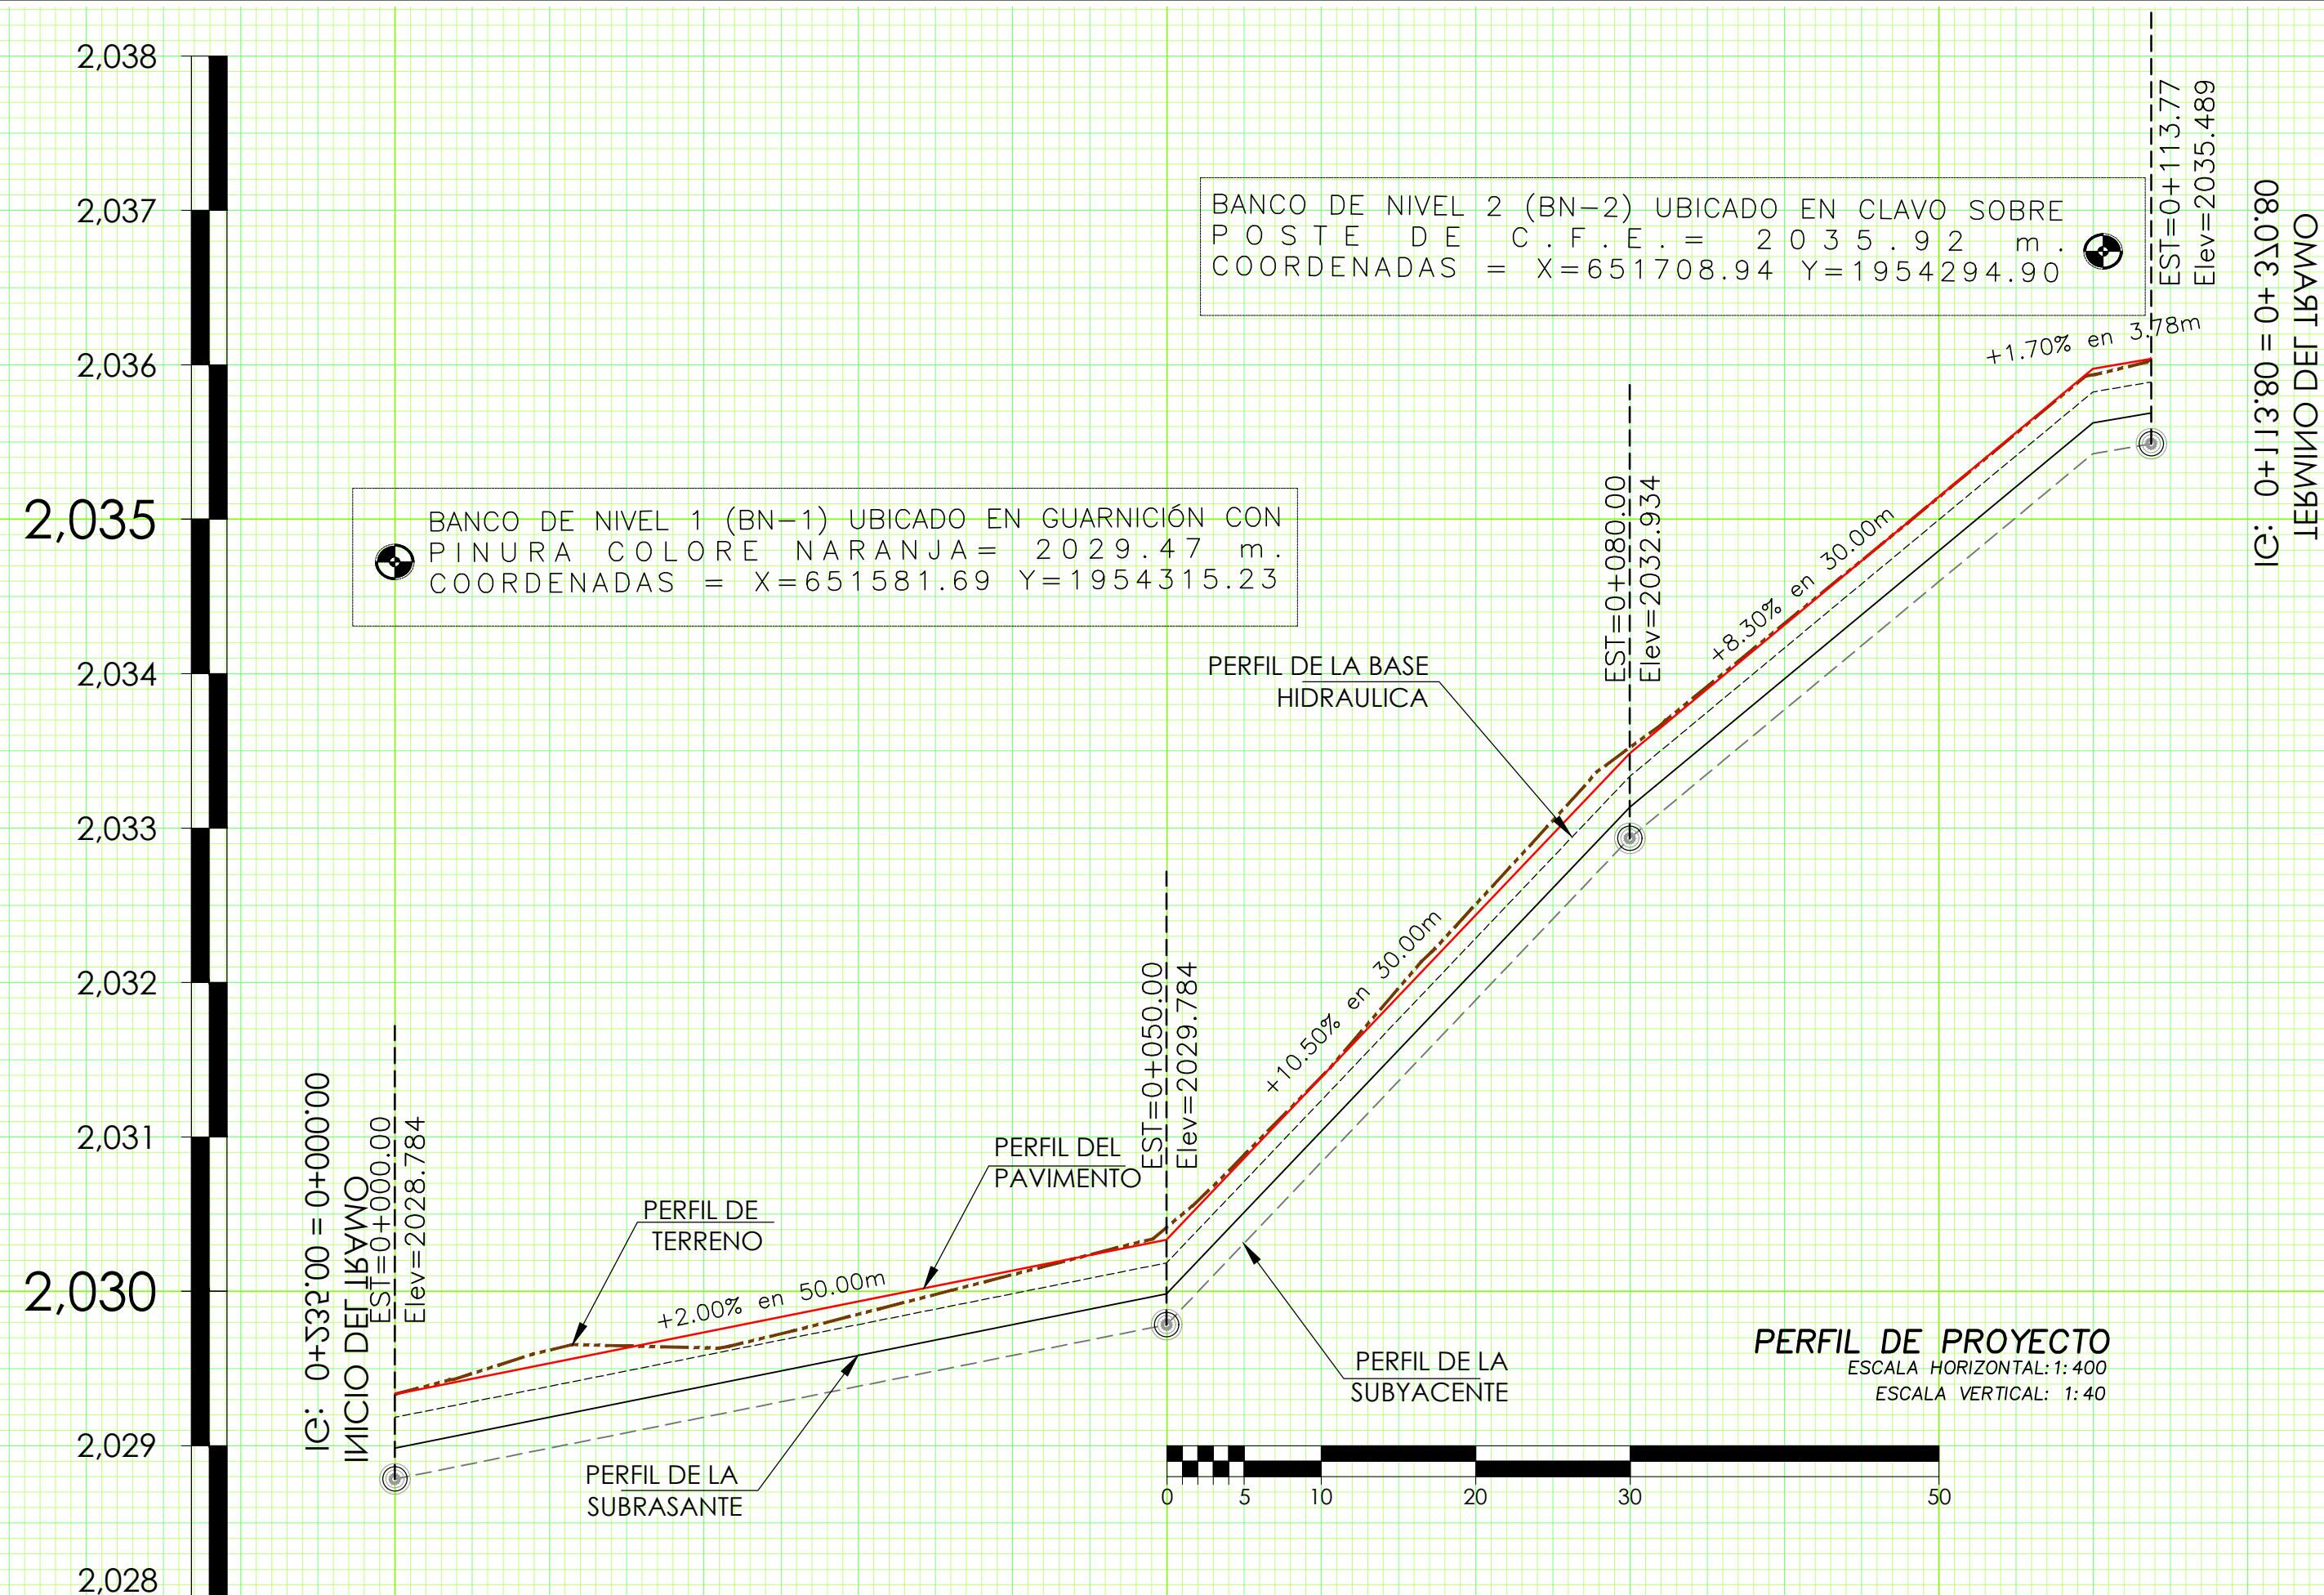 2,038
2,037
2,036
2,035
2,034
2,033
2,032
2,031
2,030
2,029
2,028
BANCO DE NIVEL 2 (BN-2) UBICADO EN CLAVO SOBRE
POSTE DE C.F.E.= 2035.92 m.
COORDENADAS = X=651708.94 Y=1954294.90
EST=0+113.77
Elev=2035.489
0+113.80 = 0+370.80
TERMINO DEL TRAMO
+1.70% en 3.78m
BANCO DE NIVEL 1 (BN-1) UBICADO EN GUARNICIÓN CON
PINURA COLORE NARANJA= 2029.47 m.
COORDENADAS = X=651581.69 Y=1954315.23
EST=0+080.00
Elev=2032.934
+8.30% en 30.00m
PERFIL DE LA BASE
HIDRAULICA
+10.50% en 30.00m
EST=0+050.00
Elev=2029.784
PERFIL DEL
PAVIMENTO
PERFIL DE
TERRENO
+2.00% en 50.00m
= 0+000.00
INICIO DEL TRAMO
EST=0+000.00
Elev=2028.784
PERFIL DE LA
SUBYACENTE
PERFIL DE LA
SUBRASANTE
PERFIL DE PROYECTO
ESCALA HORIZONTAL: 1:400
ESCALA VERTICAL: 1:40
0 5 10 20 30 50